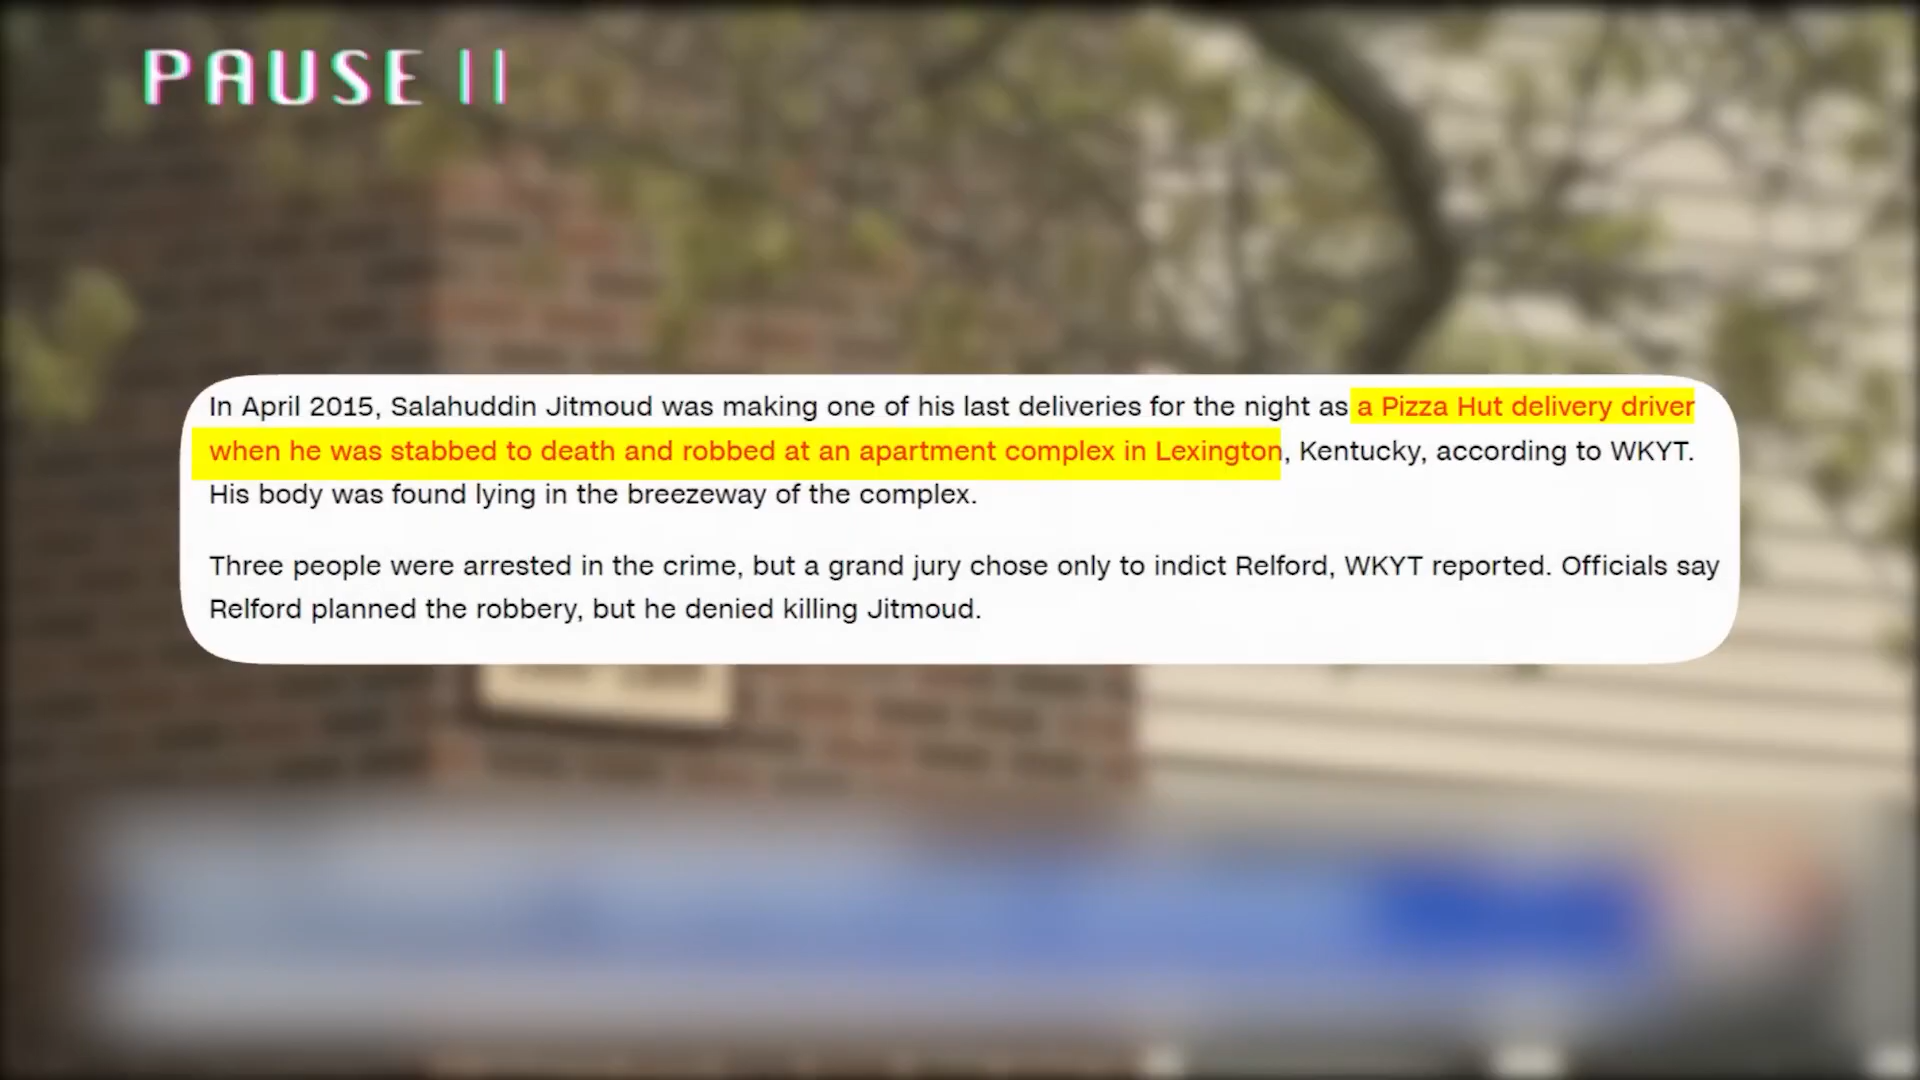 PAUSE II
In April 2015, Salahuddin Jitmoud was making one of his last deliveries for the night as a Pizza Hut delivery driver
when he was stabbed to death and robbed at an apartment complex in Lexington, Kentucky, according to WKYT.
His body was found lying in the breezeway of the complex.
Three people were arrested in the crime, but a grand jury chose only to indict Relford, WKYT reported. Officials say
Relford planned the robbery, but he denied killing Jitmoud.